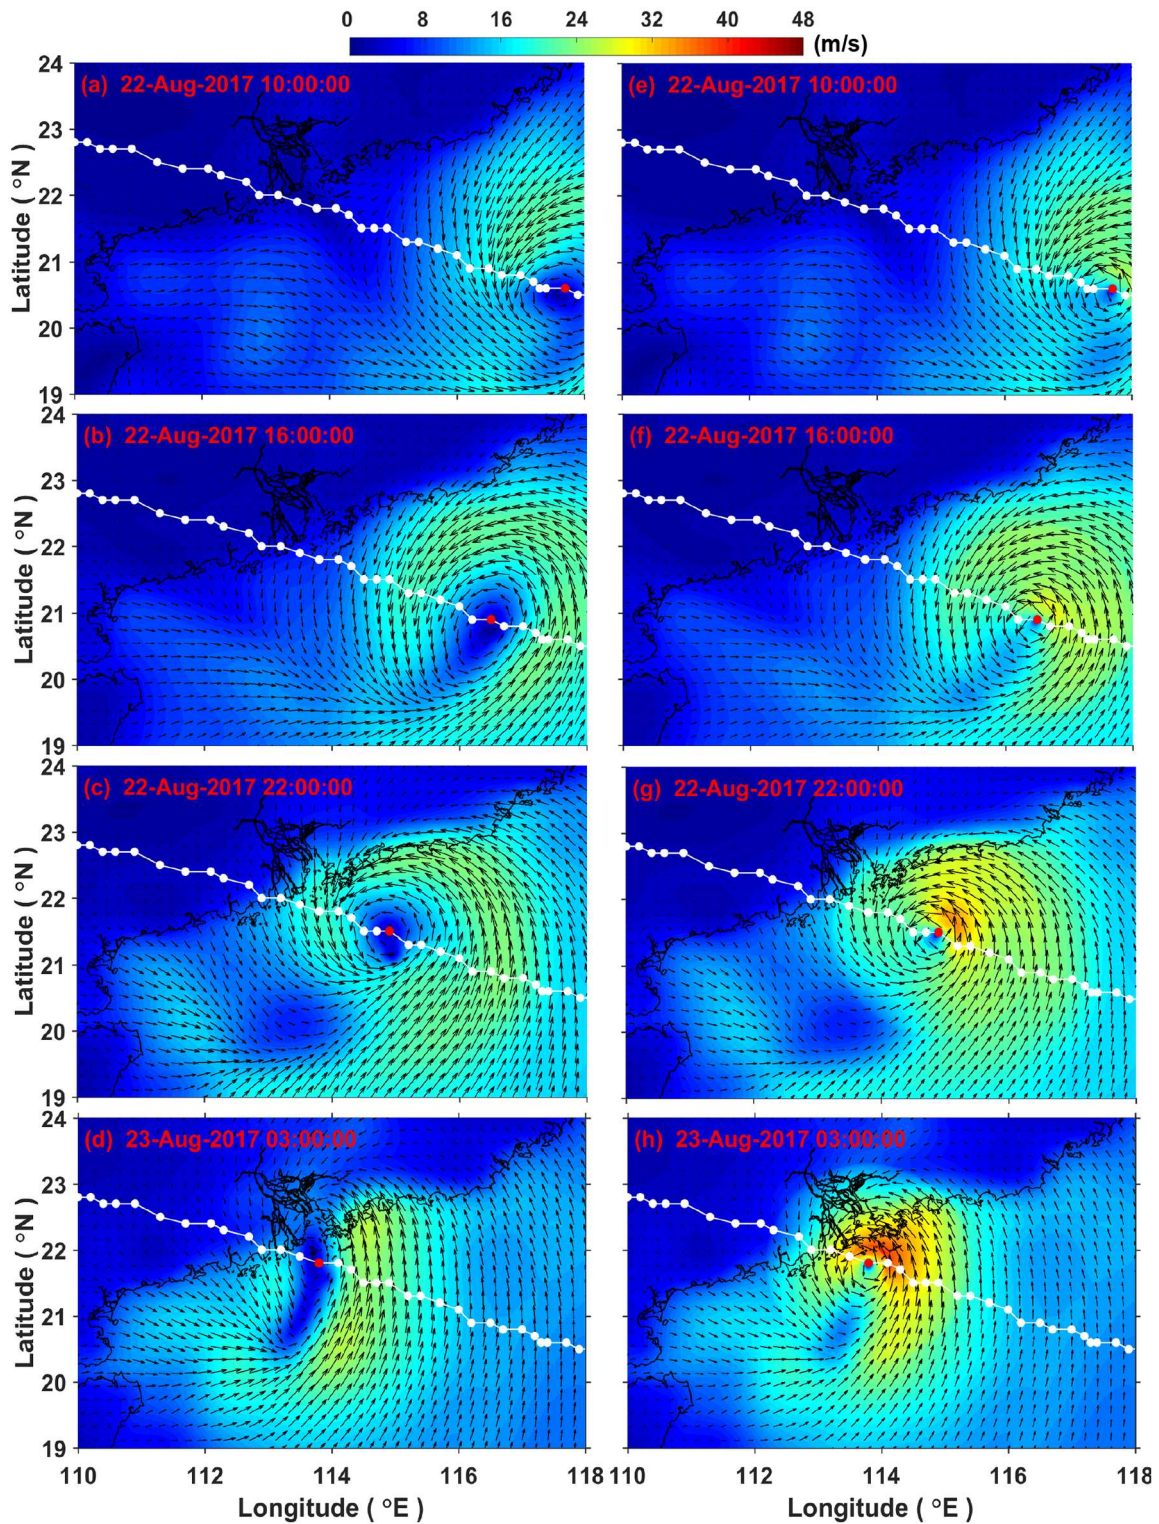 0 8 16 24 32 40 48
(m/s)
(a) 22-Aug-2017 10:00:00
(e) 22-Aug-2017 10:00:00
24
23
22
21
20
19
Latitude ( °N )
(b) 22-Aug-2017 16:00:00
(f) 22-Aug-2017 16:00:00
24
23
22
21
20
19
Latitude ( °N )
(c) 22-Aug-2017 22:00:00
(g) 22-Aug-2017 22:00:00
24
23
22
21
20
19
Latitude ( °N )
(d) 23-Aug-2017 03:00:00
(h) 23-Aug-2017 03:00:00
24
23
22
21
20
19
Latitude ( °N )
110 112 114 116 118
110 112 114 116 118
Longitude ( °E )
Longitude ( °E )